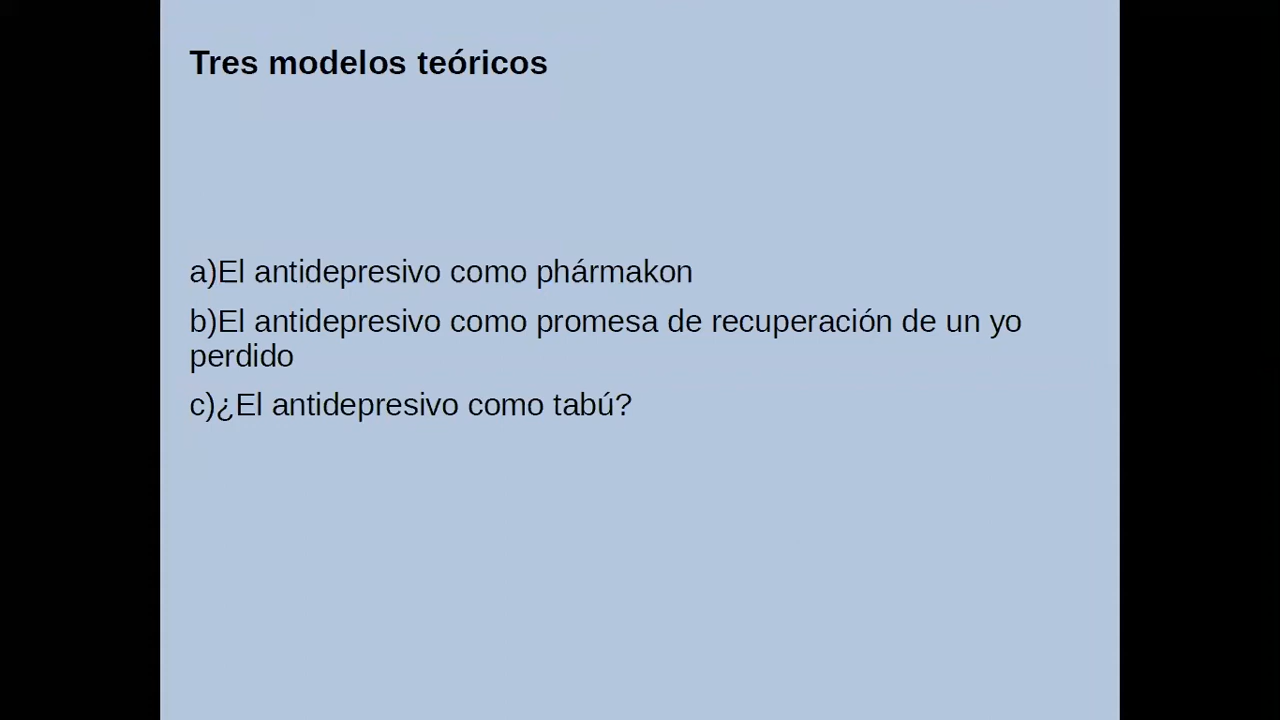 Tres modelos teóricos
a)El antidepresivo como phármakon
b)El antidepresivo como promesa de recuperación de un yo
perdido
c)¿El antidepresivo como tabú?